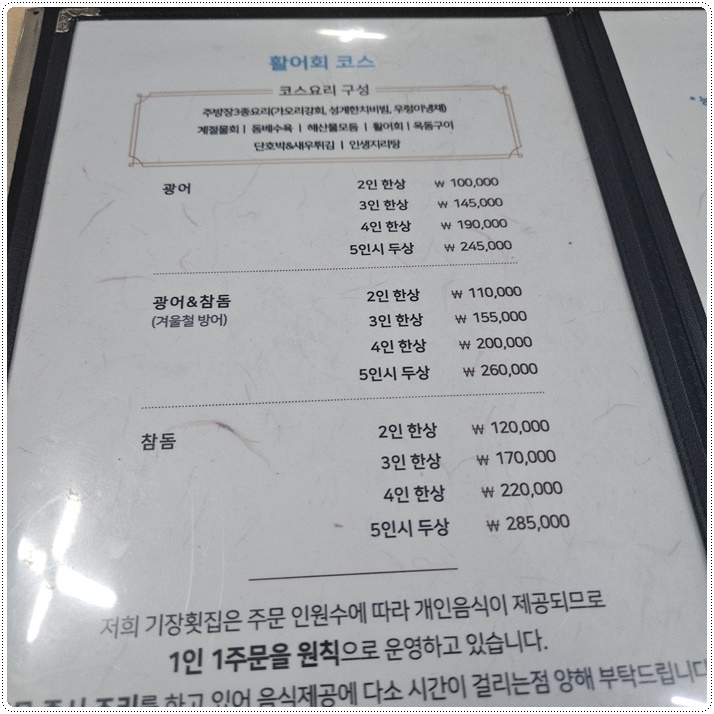 활어회 코스
코스요리 구성
주방장3종요리(가오리강회, 성게한치비빔, 우렁이냉채)
계절물회 | 돔베수육 | 해산물모듬 | 활어회 | 옥돔구이
단호박&새우튀김 | 인생지리탕
광어 2인 한상 ₩ 100,000
3인 한상 ₩ 145,000
4인 한상 ₩ 190,000
5인시 두상 ₩ 245,000
광어&참돔 2인 한상 ₩ 110,000
(겨울철 방어) 3인 한상 ₩ 155,000
4인 한상 ₩ 200,000
5인시 두상 ₩ 260,000
참돔 2인 한상 ₩ 120,000
3인 한상 ₩ 170,000
4인 한상 ₩ 220,000
5인시 두상 ₩ 285,000
저희 기장횟집은 주문 인원수에 따라 개인음식이 제공되므로
1인 1주문을 원칙으로 운영하고 있습니다.
즉시 조리를 하고 있어 음식제공에 다소 시간이 걸리는점 양해 부탁드립니다